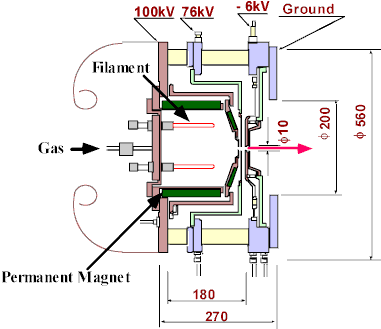 100kV 76kV
- 6kV
Ground
Filament
Gas
Permanent Magnet
ϕ10
ϕ200
ϕ560
180
270